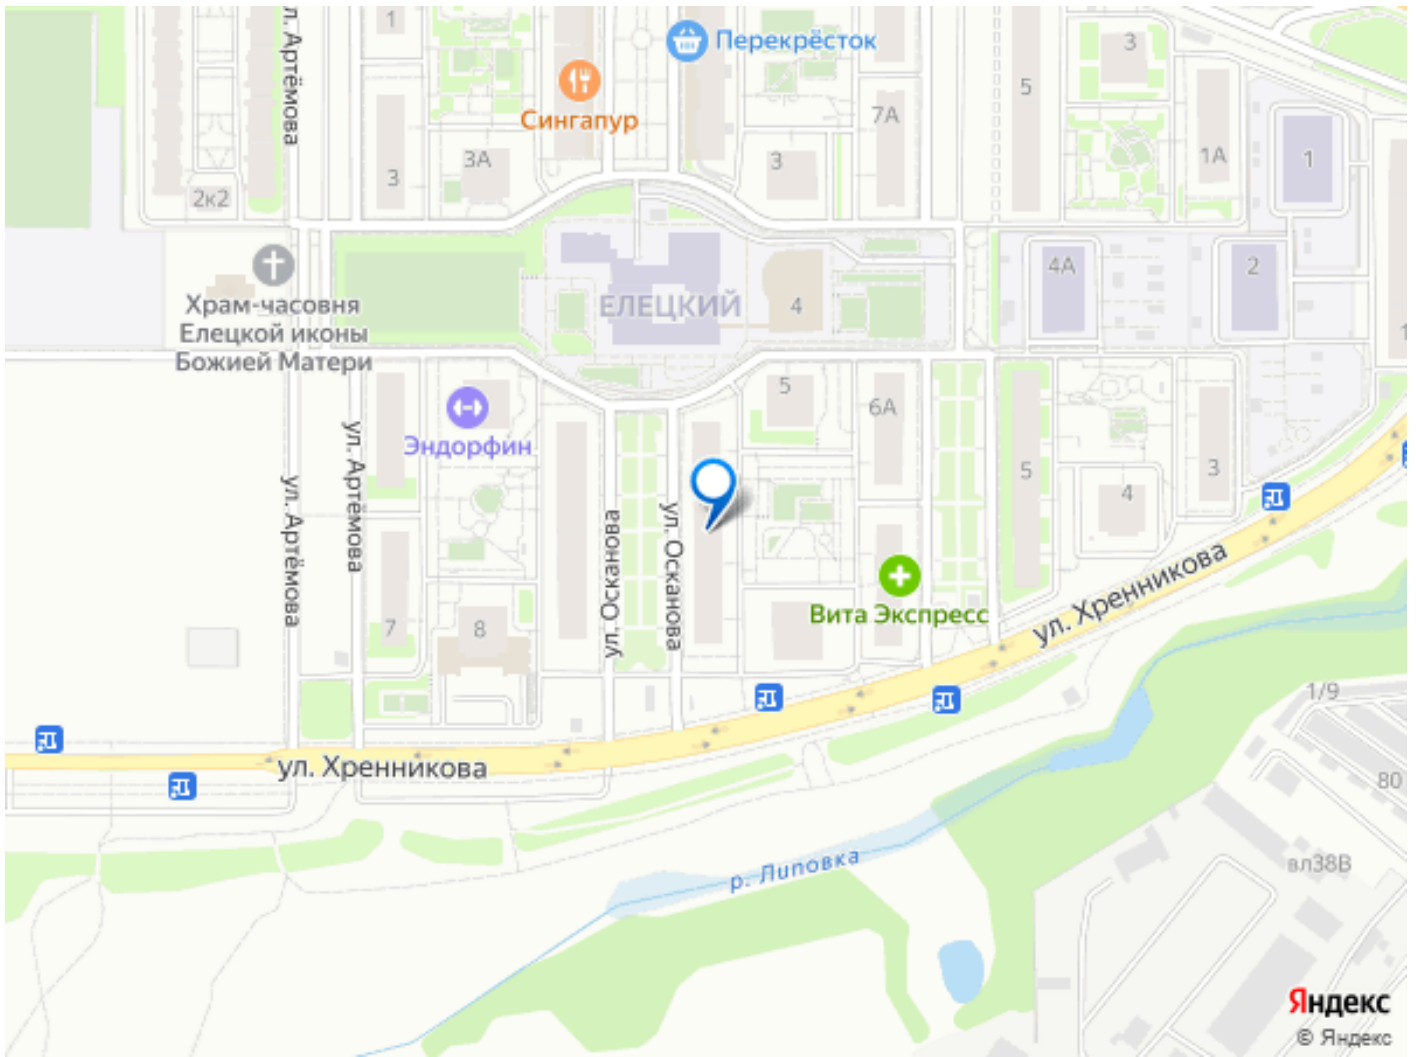 1
Перекрёсток
3
ул. Артёмова
Сингапур
5
7А
3А
3
3
1А
1
2к2
Храм-часовня
Елецкой иконы
Божией Матери
ЕЛЕЦКИЙ
4
4А
2
1
5
6А
Эндорфин
ул. Артёмова
ул. Артёмова
ул. Осканова
ул. Осканова
5
4
3
Вита Экспресс
ул. Хренникова
7
8
1/9
ул. Хренникова
80
р. Липовка
вл38В
Яндекс
© Яндекс